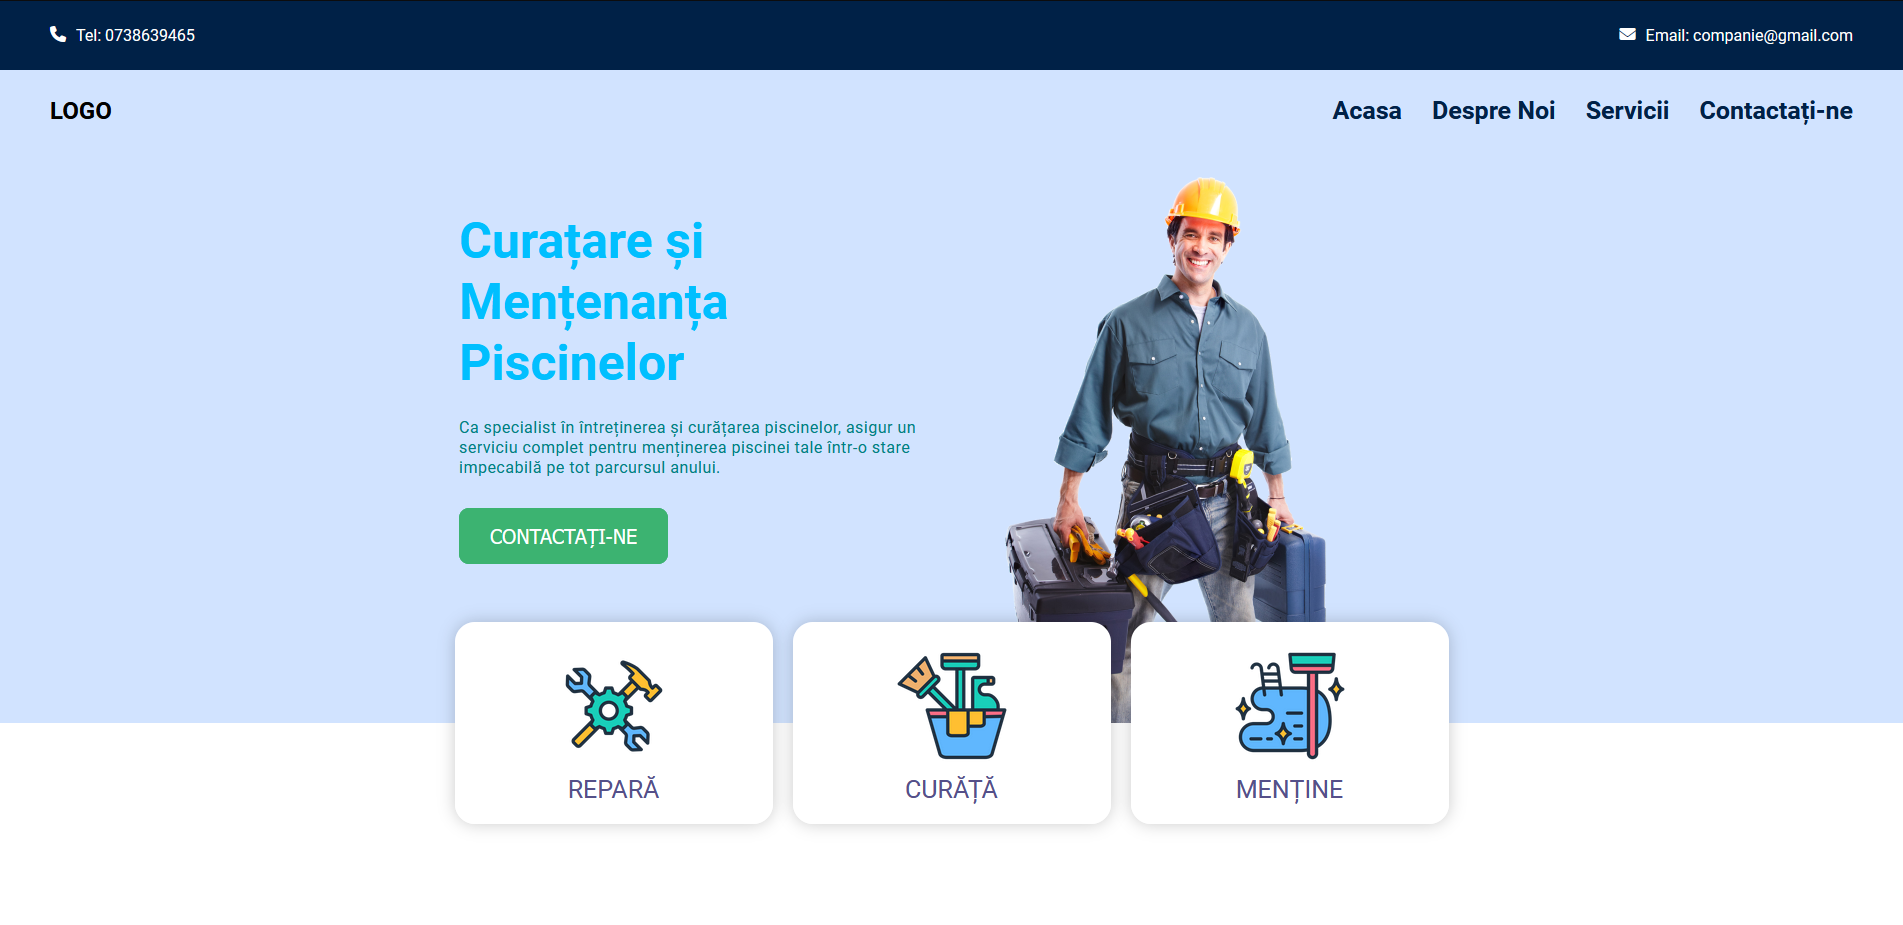 Tel: 0738639465
Email: companie@gmail.com
LOGO
Acasa
Despre Noi
Servicii
Contactați-ne
Curațare și
Mențenanța
Piscinelor
Ca specialist în întreținerea și curățarea piscinelor, asigur un
serviciu complet pentru menținerea piscinei tale într-o stare
impecabilă pe tot parcursul anului.
CONTACTAȚI-NE
REPARĂ
CURĂȚĂ
MENȚINE